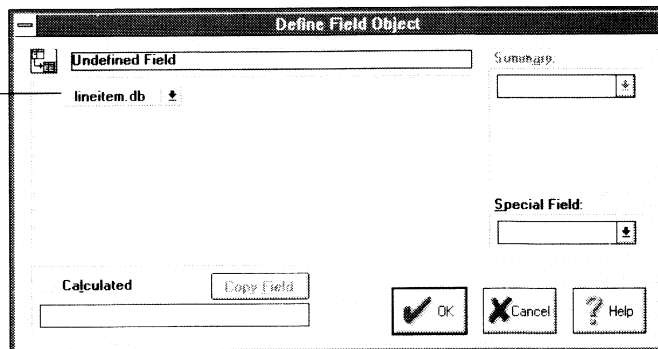 Define Field Object
Undefined Field
Summary:
lineitem.db
Special Field:
Calculated
Copy Field
OK
Cancel
Help